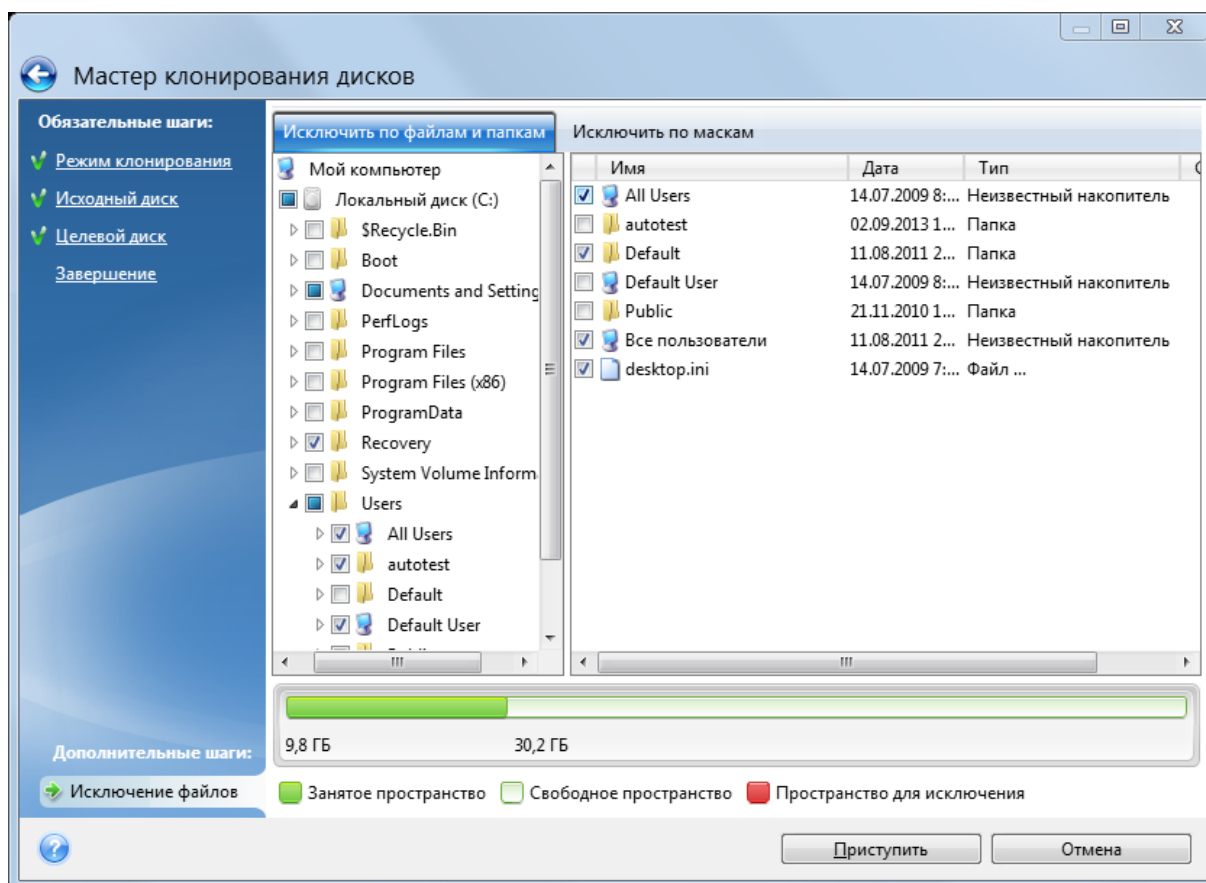 Мастер клонирования дисков
Обязательные шаги:
Режим клонирования
Исходный диск
Целевой диск
Завершение
Исключить по файлам и папкам
Исключить по маскам
Мой компьютер
Локальный диск (C:)
$Recycle.Bin
Boot
Documents and Setting
PerfLogs
Program Files
Program Files (x86)
ProgramData
Recovery
System Volume Inform
Users
All Users
autotest
Default
Default User
Имя Дата Тип
All Users 14.07.2009 8:... Неизвестный накопитель
autotest 02.09.2013 1... Папка
Default 11.08.2011 2... Папка
Default User 14.07.2009 8:... Неизвестный накопитель
Public 21.11.2010 1... Папка
Все пользователи 11.08.2011 2... Неизвестный накопитель
desktop.ini 14.07.2009 7:... Файл ...
9,8 ГБ 30,2 ГБ
Занятое пространство Свободное пространство Пространство для исключения
Дополнительные шаги:
Исключение файлов
Приступить Отмена